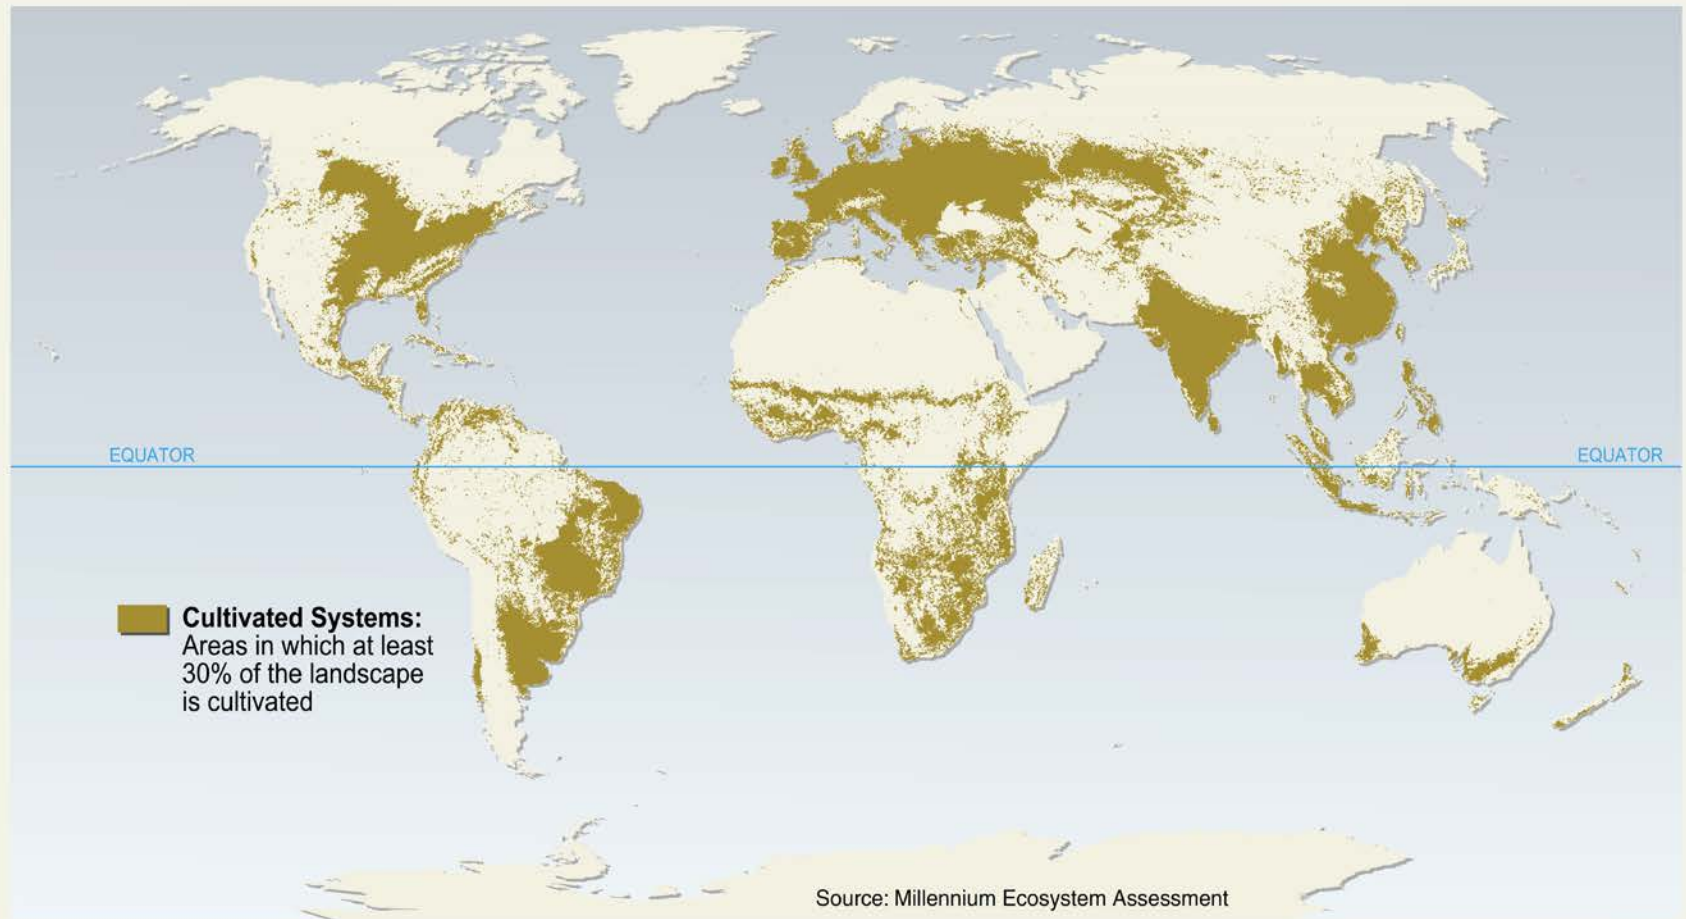 EQUATOR
EQUATOR
Cultivated Systems:
Areas in which at least
30% of the landscape
is cultivated
Source: Millennium Ecosystem Assessment